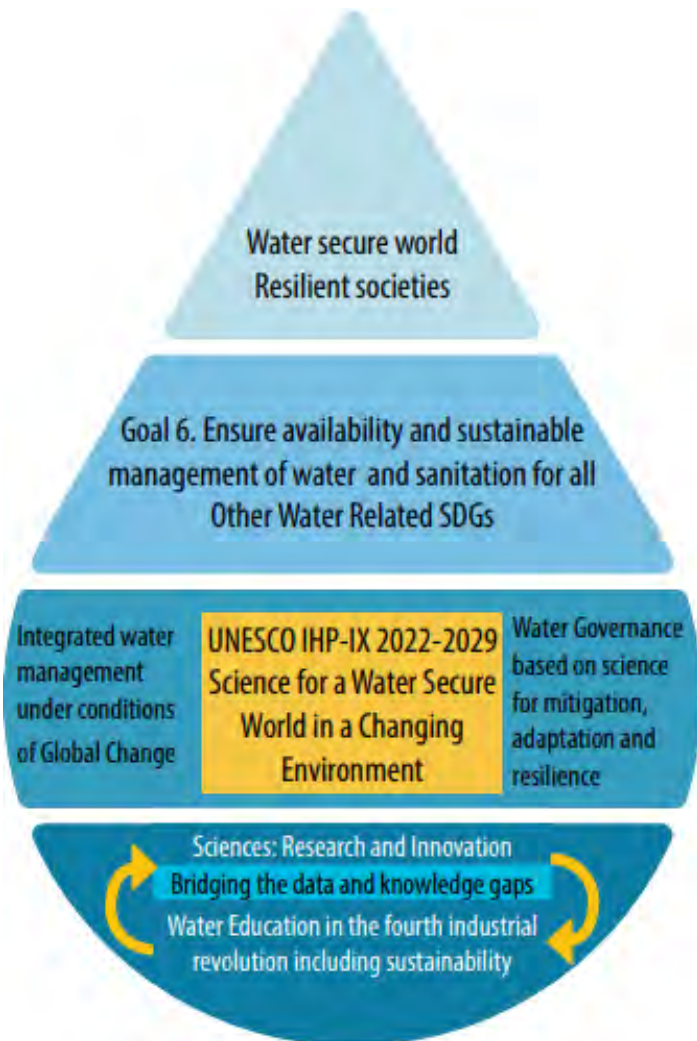 Water secure world
Resilient societies
Goal 6. Ensure availability and sustainable
management of water and sanitation for all
Other Water Related SDGs
Integrated water
management
under conditions
of Global Change
UNESCO IHP-IX 2022-2029
Science for a Water Secure
World in a Changing
Environment
Water Governance
based on science
for mitigation,
adaptation and
resilience
Sciences: Research and Innovation
Bridging the data and knowledge gaps
Water Education in the fourth industrial
revolution including sustainability